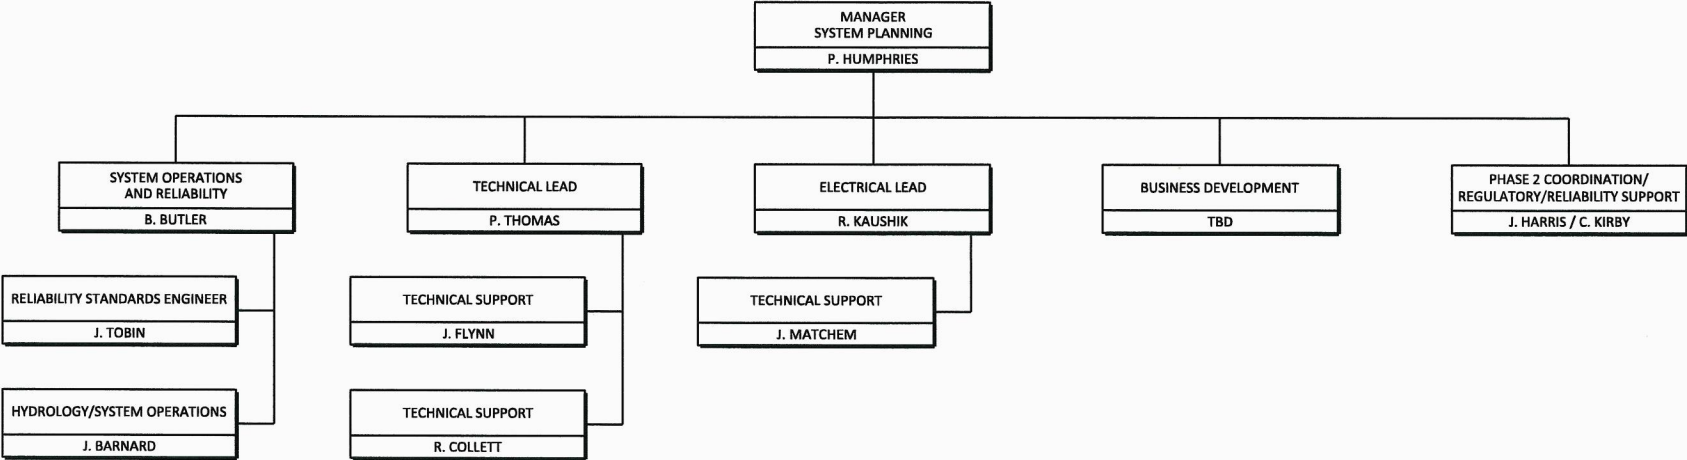 MANAGER
SYSTEM PLANNING
P. HUMPHRIES
SYSTEM OPERATIONS
AND RELIABILITY
B. BUTLER
TECHNICAL LEAD
P. THOMAS
ELECTRICAL LEAD
R. KAUSHIK
BUSINESS DEVELOPMENT
TBD
PHASE 2 COORDINATION/
REGULATORY/RELIABILITY SUPPORT
J. HARRIS / C. KIRBY
RELIABILITY STANDARDS ENGINEER
J. TOBIN
TECHNICAL SUPPORT
J. FLYNN
TECHNICAL SUPPORT
J. MATCHEM
HYDROLOGY/SYSTEM OPERATIONS
J. BARNARD
TECHNICAL SUPPORT
R. COLLETT